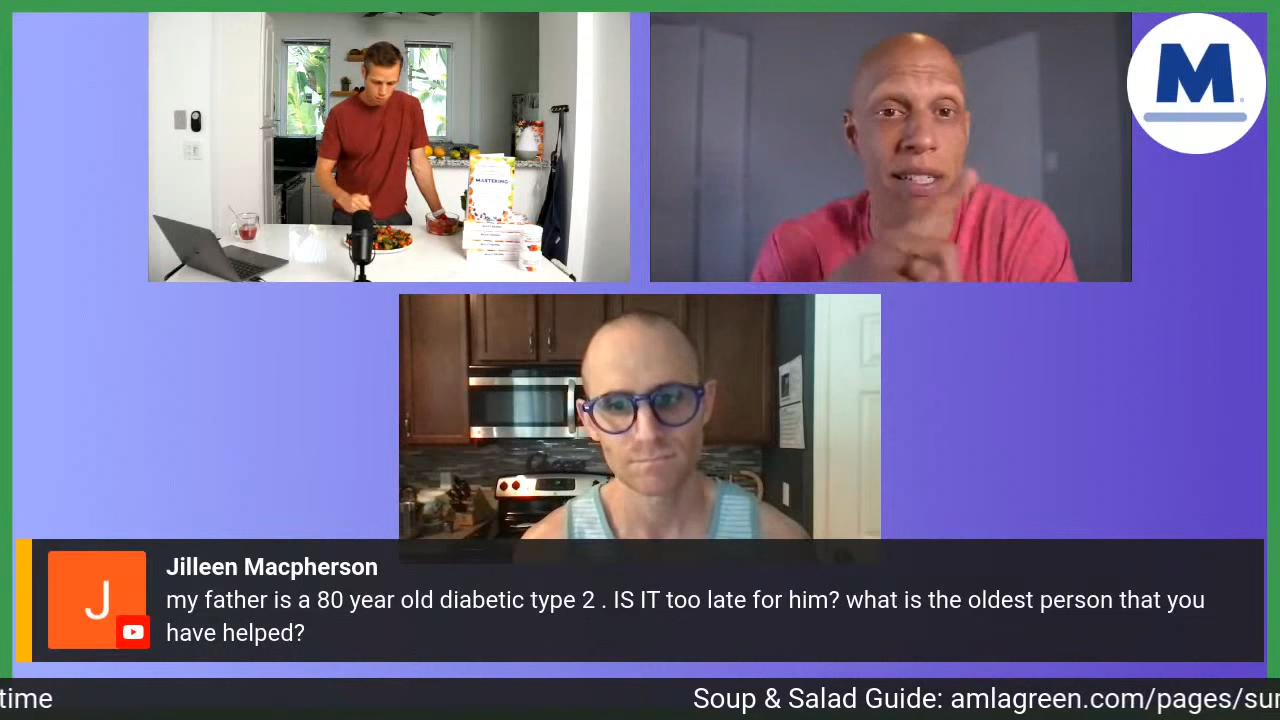 M.
MASTERING
J
Jilleen Macpherson
my father is a 80 year old diabetic type 2 . IS IT too late for him? what is the oldest person that you
have helped?
time
Soup & Salad Guide: amlagreen.com/pages/sur